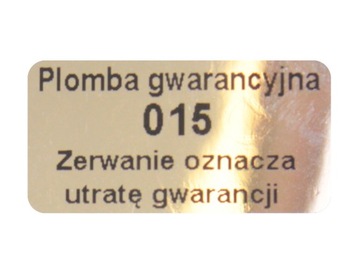 Plomba gwarancyjna
015
Zerwanie oznacza
utratę gwarancji